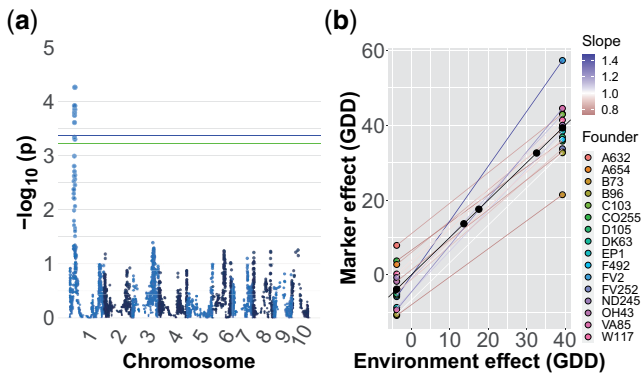 (a)
5
4
3
2
1
0
−log10 (p)
1 2 3 4 5 6 7 8 9 10
Chromosome
(b)
60
40
20
0
Marker effect (GDD)
0 10 20 30 40
Environment effect (GDD)
Slope
1.4
1.2
1.0
0.8
Founder
A632
A654
B73
B96
C103
CO255
D105
DK63
EP1
F492
FV2
FV252
ND245
OH43
VA85
W117